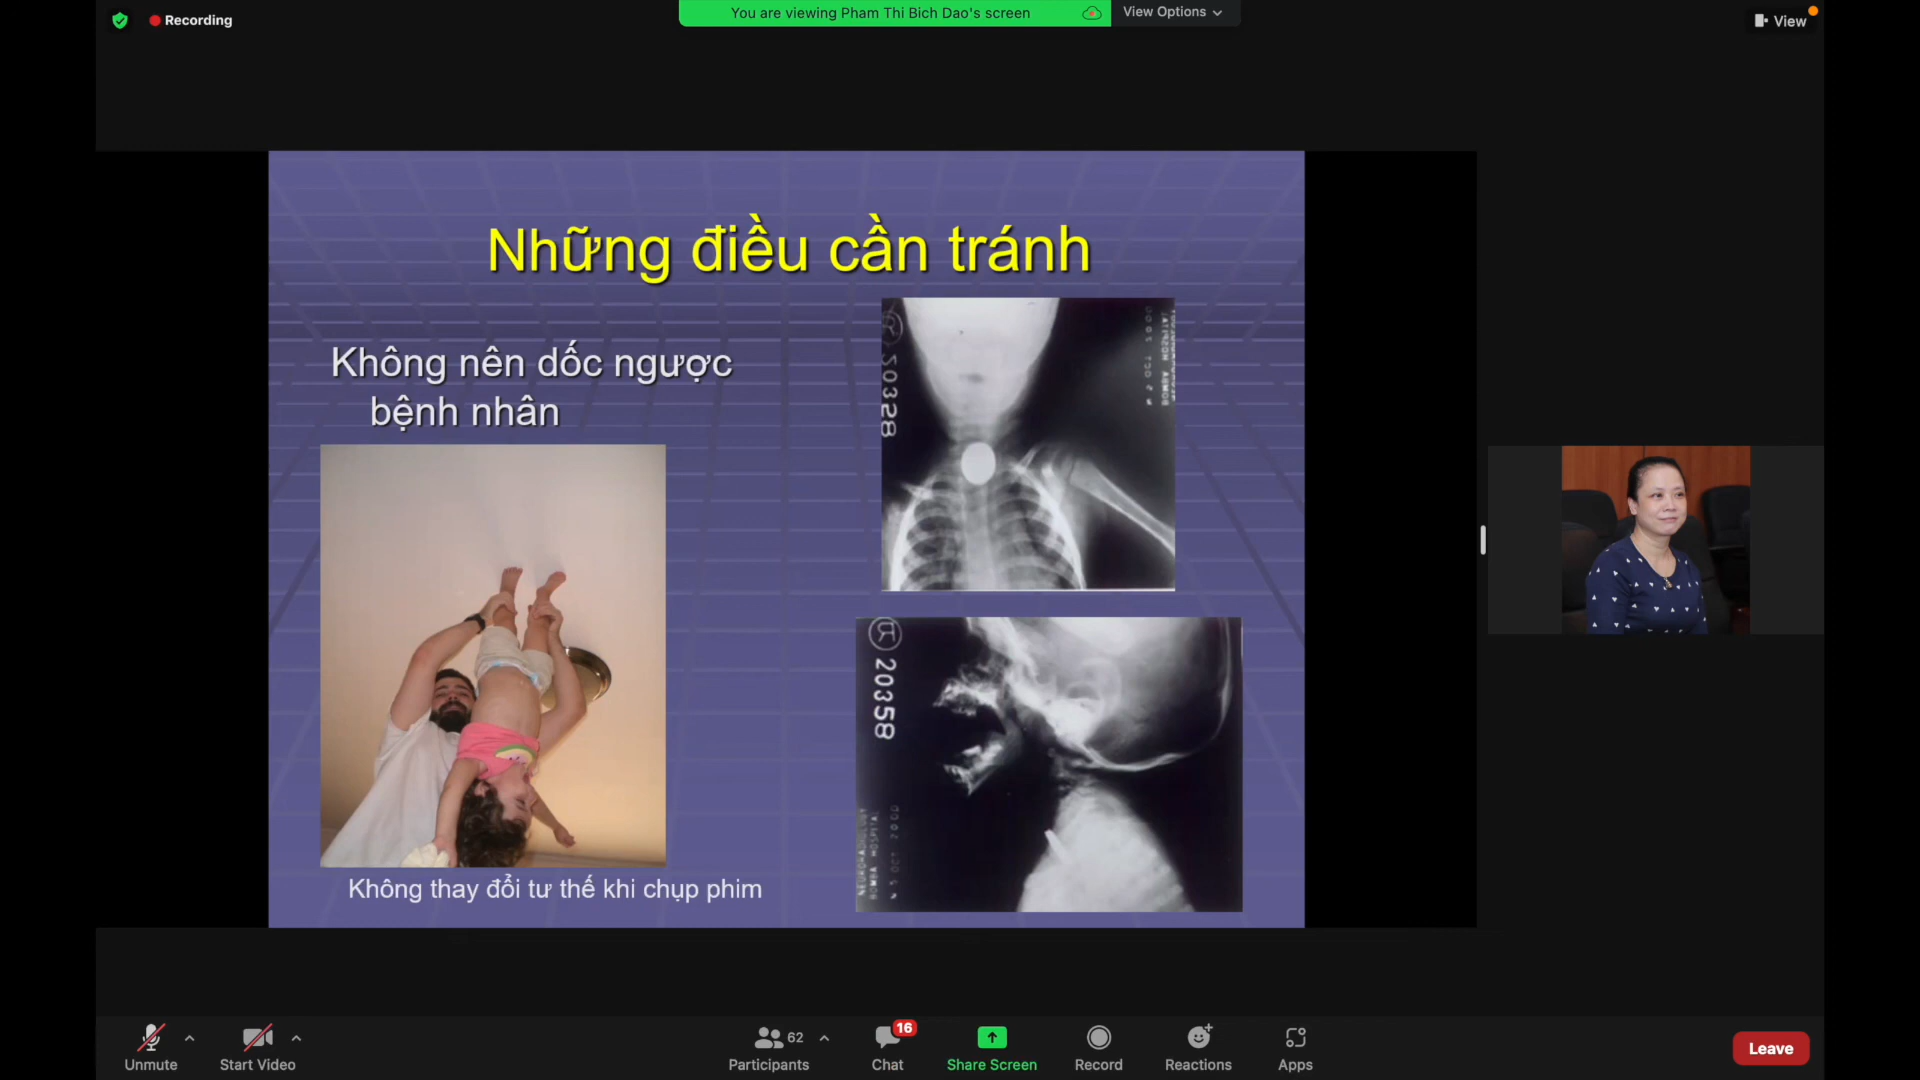 Recording
You are viewing Pham Thi Bich Dao's screen
View Options
View
Những điều cần tránh
Không nên dốc ngược
bệnh nhân
Không thay đổi tư thế khi chụp phim
20358
Unmute
Start Video
62
Participants
16
Chat
Share Screen
Record
Reactions
Apps
Leave